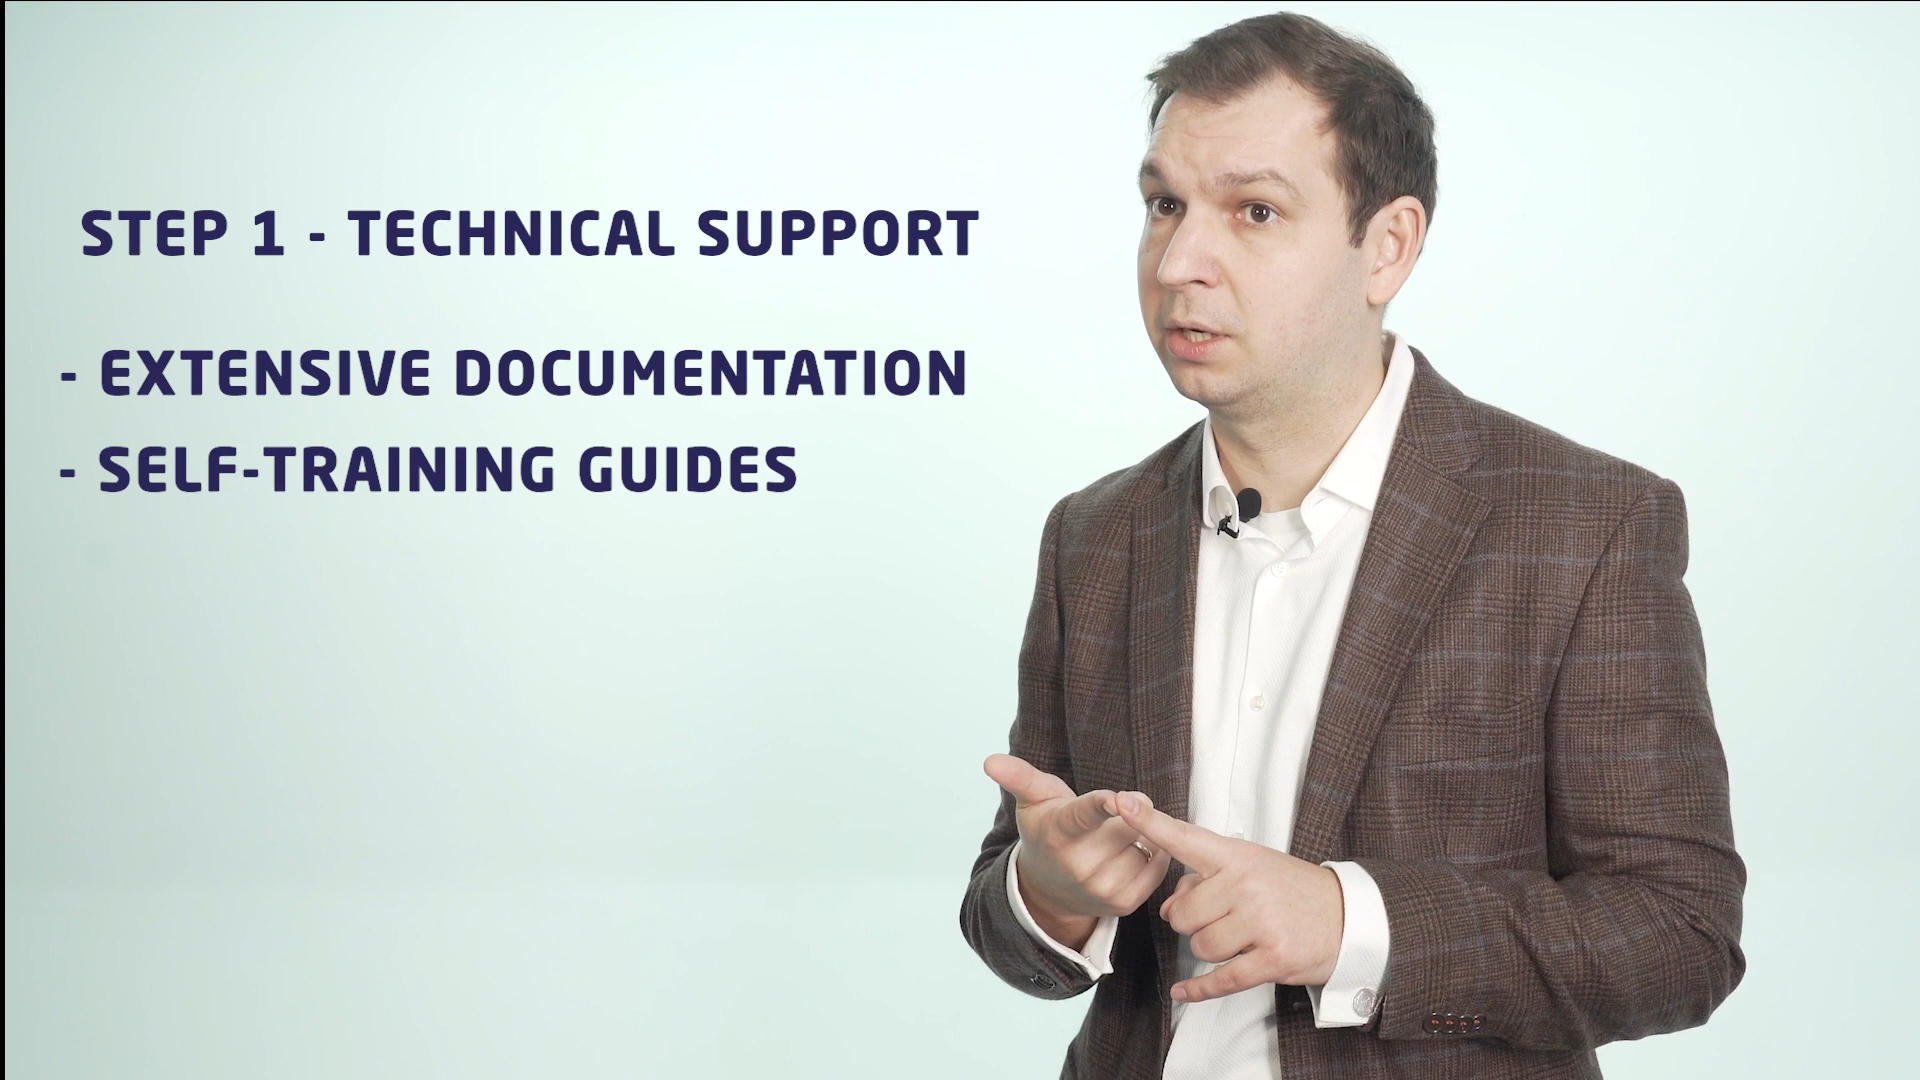 STEP 1 - TECHNICAL SUPPORT
- EXTENSIVE DOCUMENTATION
- SELF-TRAINING GUIDES